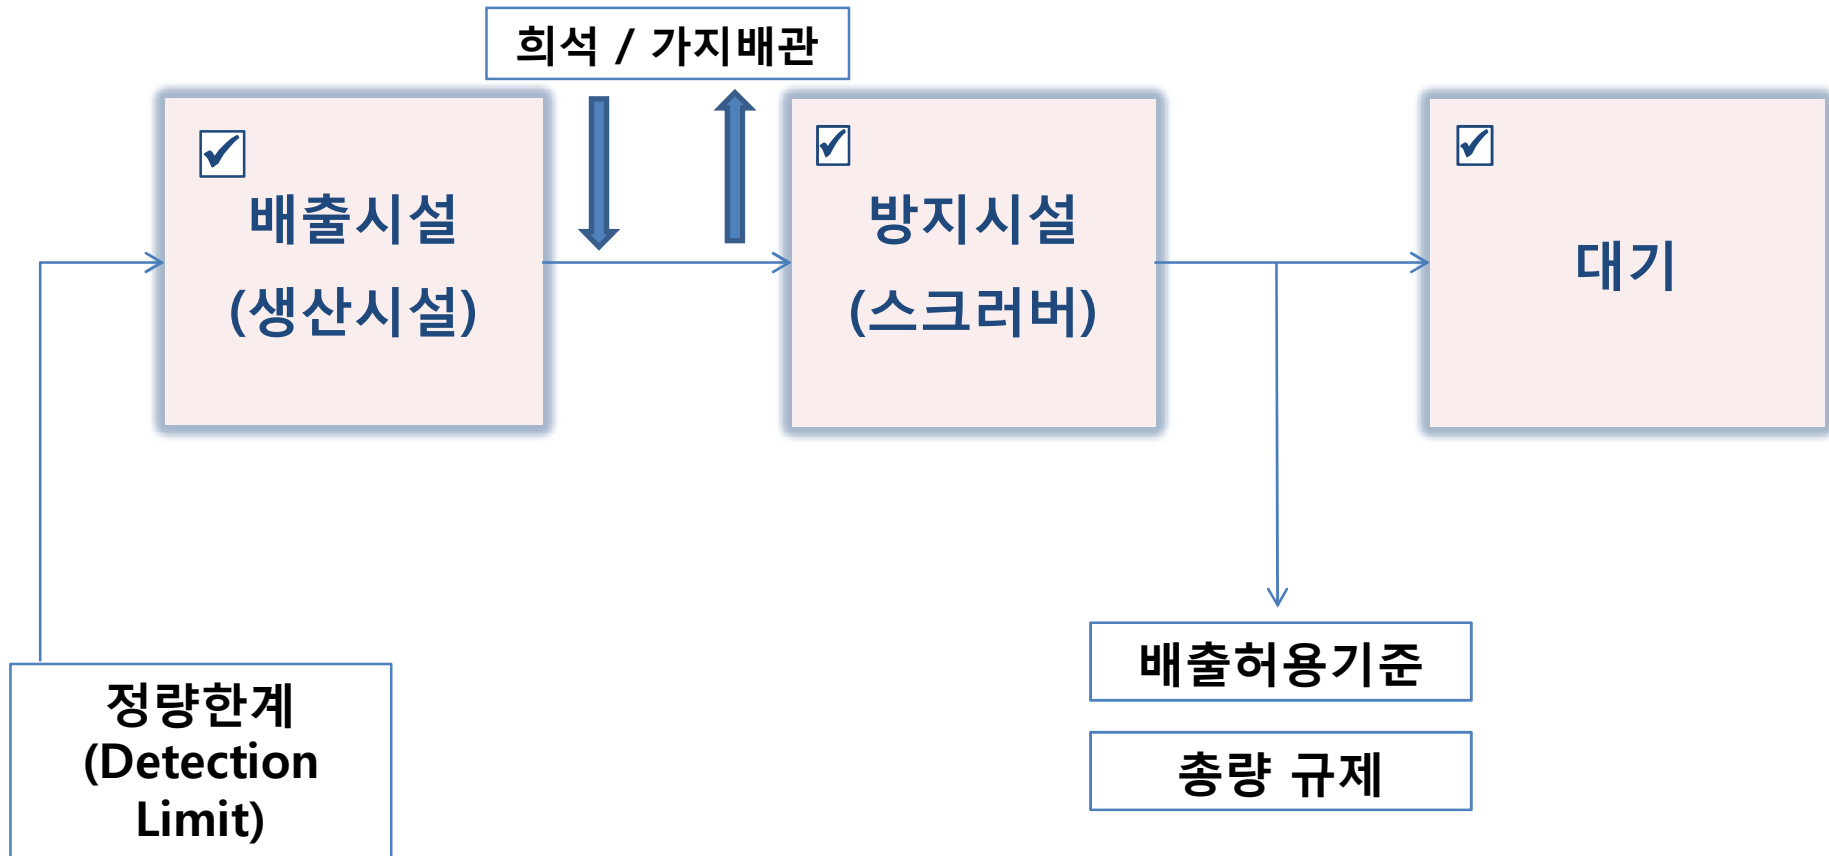 희석 / 가지배관
배출시설
(생산시설)
방지시설
(스크러버)
대기
배출허용기준
총량 규제
정량한계
(Detection
Limit)